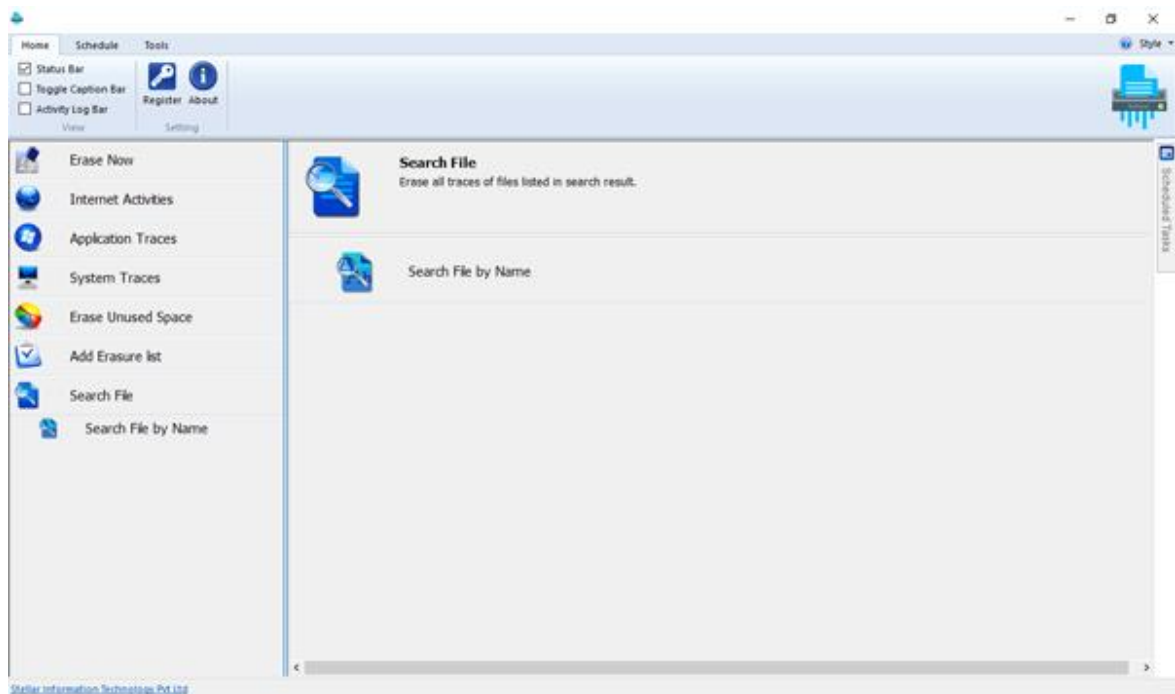 Home Schedule Tools Style
Status Bar
Toggle Caption Bar
Activity Log Bar
Register About
View Setting
Erase Now
Internet Activities
Application Traces
System Traces
Erase Unused Space
Add Erasure list
Search File
Search File by Name
Search File
Erase all traces of files listed in search result.
Search File by Name
Scheduled Tasks
Stellar Information Technology Pvt Ltd